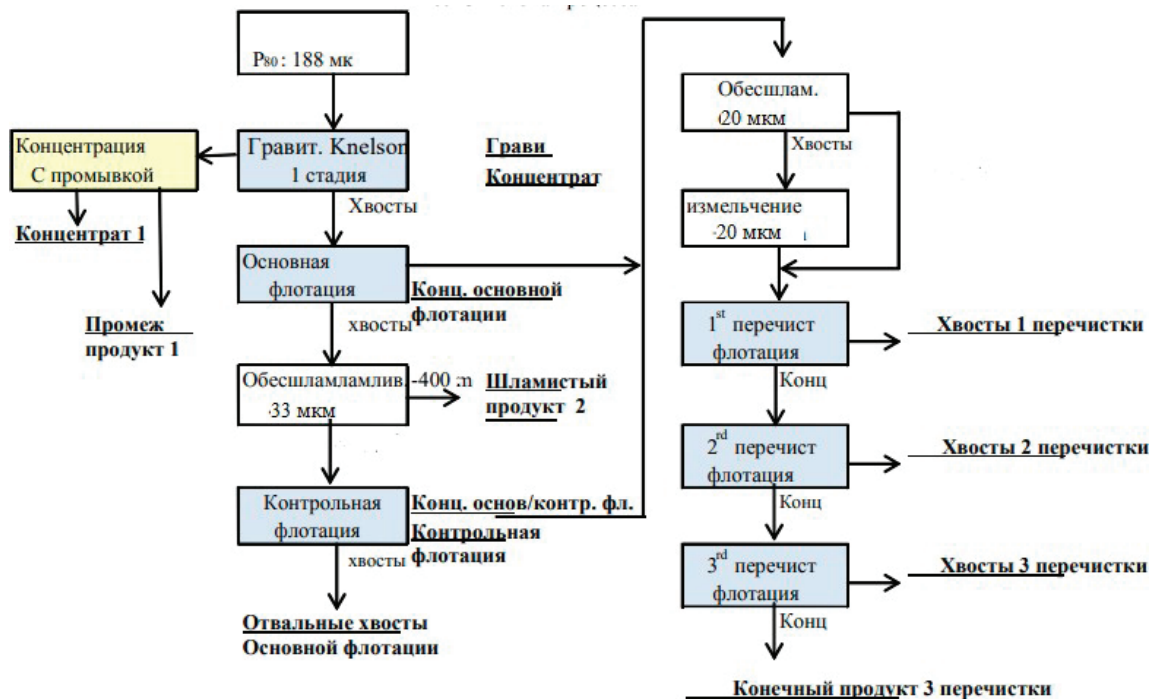 P80 : 188 мк
Концентрация
С промывкой
Гравит. Knelson
1 стадия
Грави
Концентрат
Хвосты
Концентрат 1
Основная
флотация
Конц. основной
флотации
Промеж
продукт 1
хвосты
Обесшламламлив.
-33 мкм
-400
Шламистый
продукт 2
Контрольная
флотация
Конц. основ/контр. фл.
Контрольная
флотация
хвосты
Отвальные хвосты
Основной флотации
Обесшлам.
-20 мкм
Хвосты
измельчение
-20 мкм
1st перечист
флотация
Хвосты 1 перечистки
Конц
2rd перечист
флотация
Хвосты 2 перечистки
Конц
3rd перечист
флотация
Хвосты 3 перечистки
Конц
Конечный продукт 3 перечистки